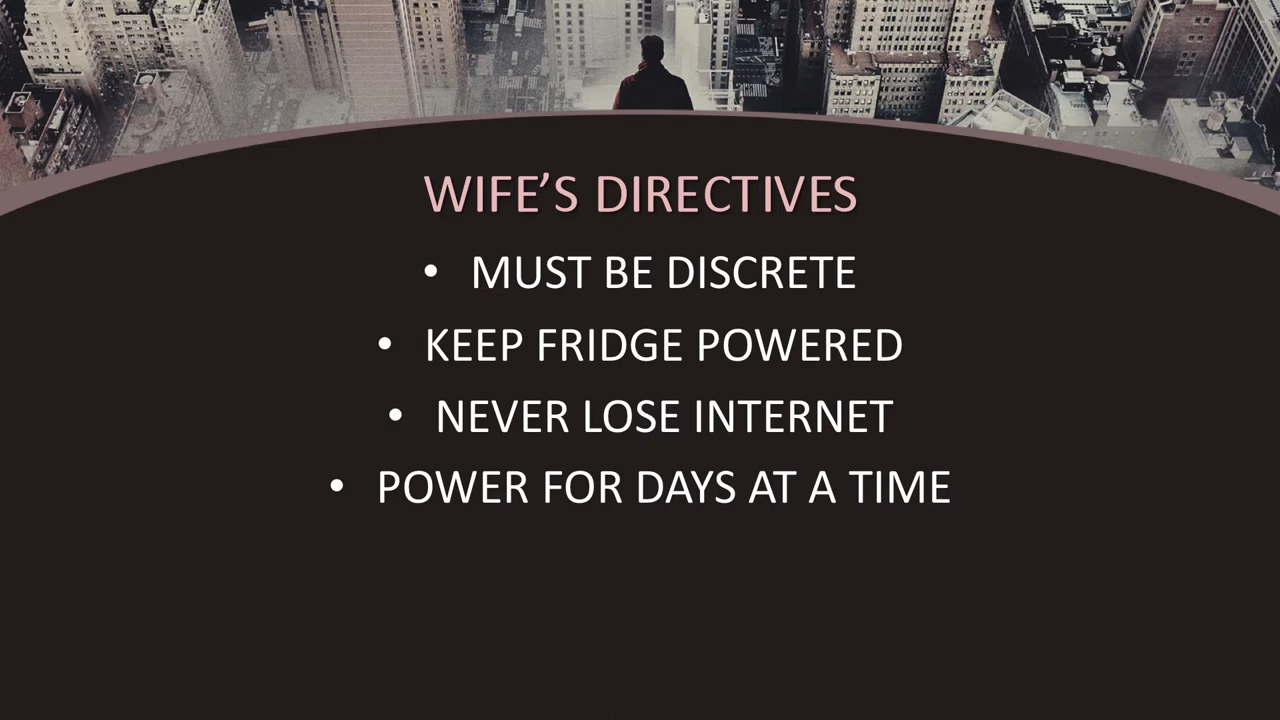 WIFE’S DIRECTIVES
• MUST BE DISCRETE
• KEEP FRIDGE POWERED
• NEVER LOSE INTERNET
• POWER FOR DAYS AT A TIME